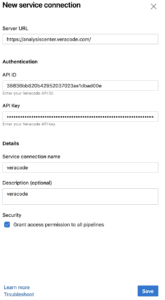 New service connection
Server URL
https://analysiscenter.veracode.com/
Authentication
API ID
Enter your Veracode API ID.
API Key
Enter your Veracode API key.
Details
Service connection name
veracode
Description (optional)
veracode
Security
Grant access permission to all pipelines
Learn more
Troubleshoot
Save